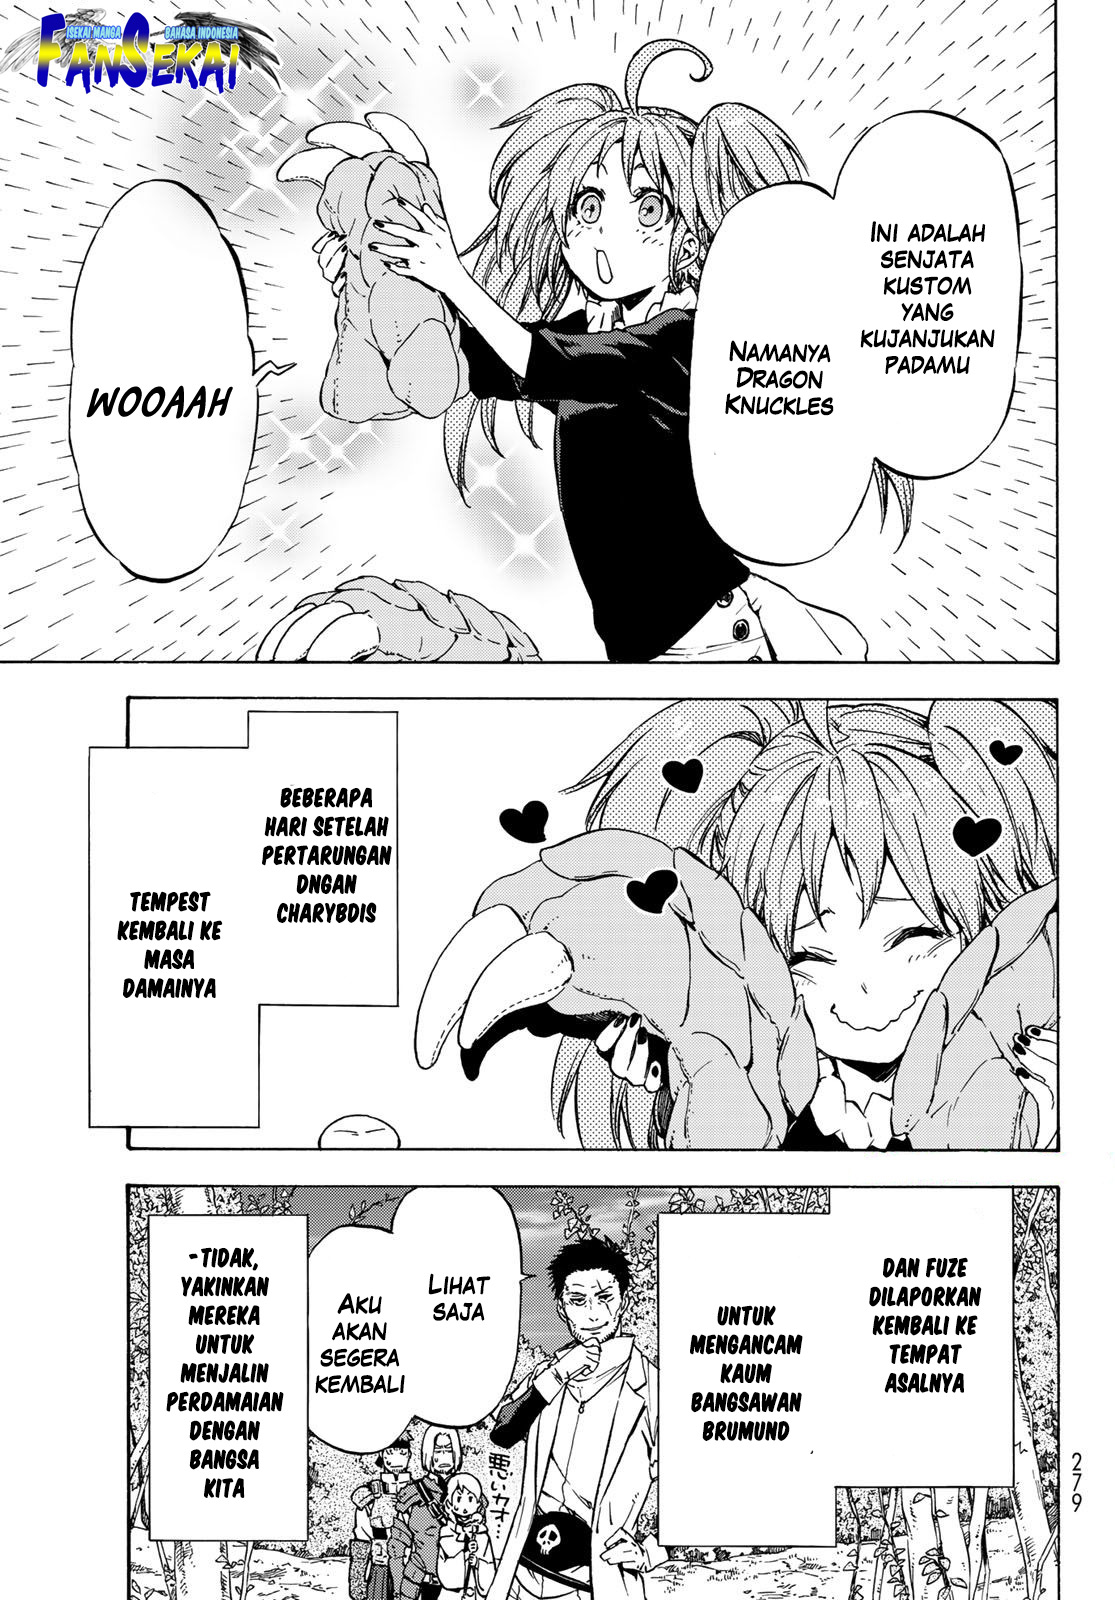 ISEKAI MANGA BAHASA INDONESIA
FANSEKAI
INI ADALAH
SENJATA
KUSTOM
YANG
KUJANJUKAN
PADAMU
NAMANYA
DRAGON
KNUCKLES
WOOAAH
BEBERAPA
HARI SETELAH
PERTARUNGAN
DNGAN
CHARYBDIS
TEMPEST
KEMBALI KE
MASA
DAMAINYA
DAN FUZE
DILAPORKAN
KEMBALI KE
TEMPAT
ASALNYA
UNTUK
MENGANCAM
KAUM
BANGSAWAN
BRUMUND
LIHAT
SAJA
AKU
AKAN
SEGERA
KEMBALI
悪いカオ…
-TIDAK,
YAKINKAN
MEREKA
UNTUK
MENJALIN
PERDAMAIAN
DENGAN
BANGSA
KITA
279